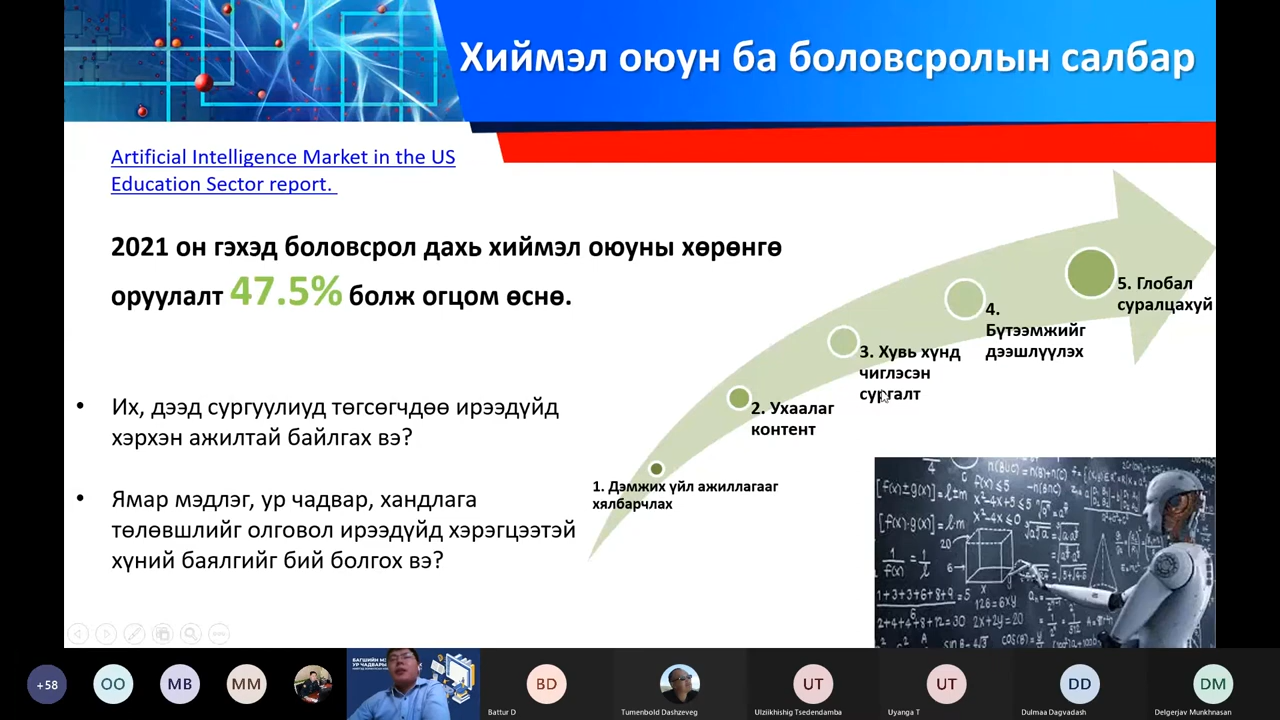 Хиймэл оюун ба боловсролын салбар
Artificial Intelligence Market in the US
Education Sector report.
2021 он гэхэд боловсрол дахь хиймэл оюуны хөрөнгө
оруулалт 47.5% болж огцом өснө.
• Их, дээд сургуулиуд төгсөгчдөө ирээдүйд
хэрхэн ажилтай байлгах вэ?
• Ямар мэдлэг, ур чадвар, хандлага
төлөвшлийг олговол ирээдүйд хэрэгцээтэй
хүний баялгийг бий болгох вэ?
1. Дэмжих үйл ажиллагааг
хялбарчлах
2. Ухаалаг
контент
3. Хувь хүнд
чиглэсэн
сургалт
4.
Бүтээмжийг
дээшлүүлэх
5. Глобал
суралцахуй
+58
OO
MB
MM
BD
Battur D
Tumenbold Dashzeveg
UT
Ulziikhishig Tsedendamba
UT
Uyanga T
DD
Dulmaa Dagvadash
DM
Delgerjav Munkhnasan